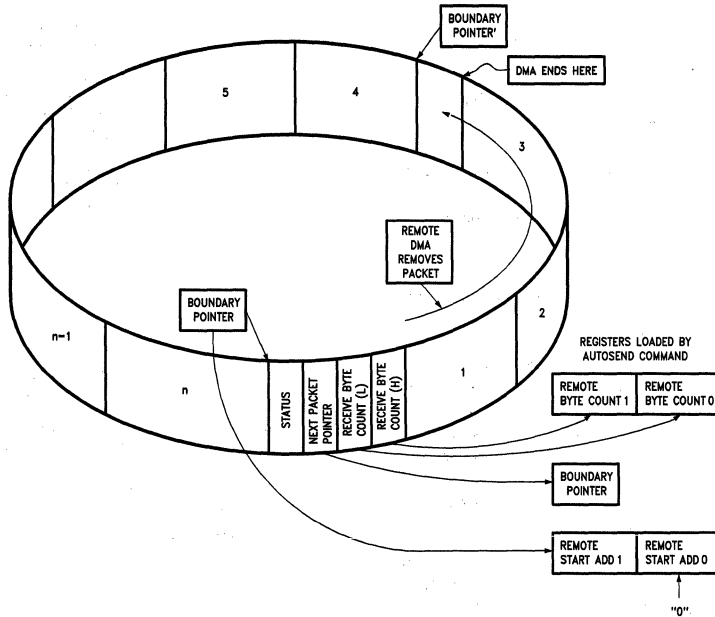 BOUNDARY
POINTER'
DMA ENDS HERE
5
4
3
REMOTE
DMA
REMOVES
PACKET
BOUNDARY
POINTER
n-1
n
STATUS
NEXT PACKET
POINTER
RECEIVE BYTE
COUNT (L)
RECEIVE BYTE
COUNT (H)
1
2
REGISTERS LOADED BY
AUTOSEND COMMAND
REMOTE
BYTE COUNT 1
REMOTE
BYTE COUNT 0
BOUNDARY
POINTER
REMOTE
START ADD 1
REMOTE
START ADD 0
"0"